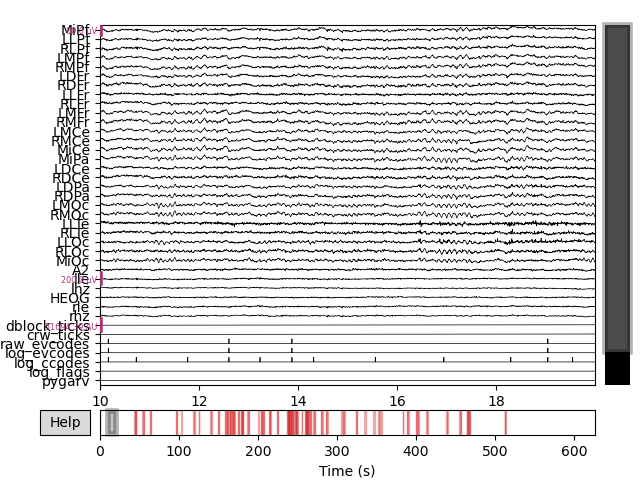 MiPf
LLPf
RLPf
LMPf
RMPf
LDFr
RDFr
LLFr
RLFr
LMFr
RMFr
LMCe
RMCe
MiCe
MiPa
LDCe
RDCe
LDPa
RDPa
LMOc
RMOc
LLTe
RLTe
LLOc
RLOc
MiOc
A2
lle
lhz
HEOG
rle
rhz
dblock_ticks
crw_ticks
raw_evcodes
log_evcodes
log_ccodes
log_flags
pygarv
10 12 14 16 18
Help
0 100 200 300 400 500 600
Time (s)